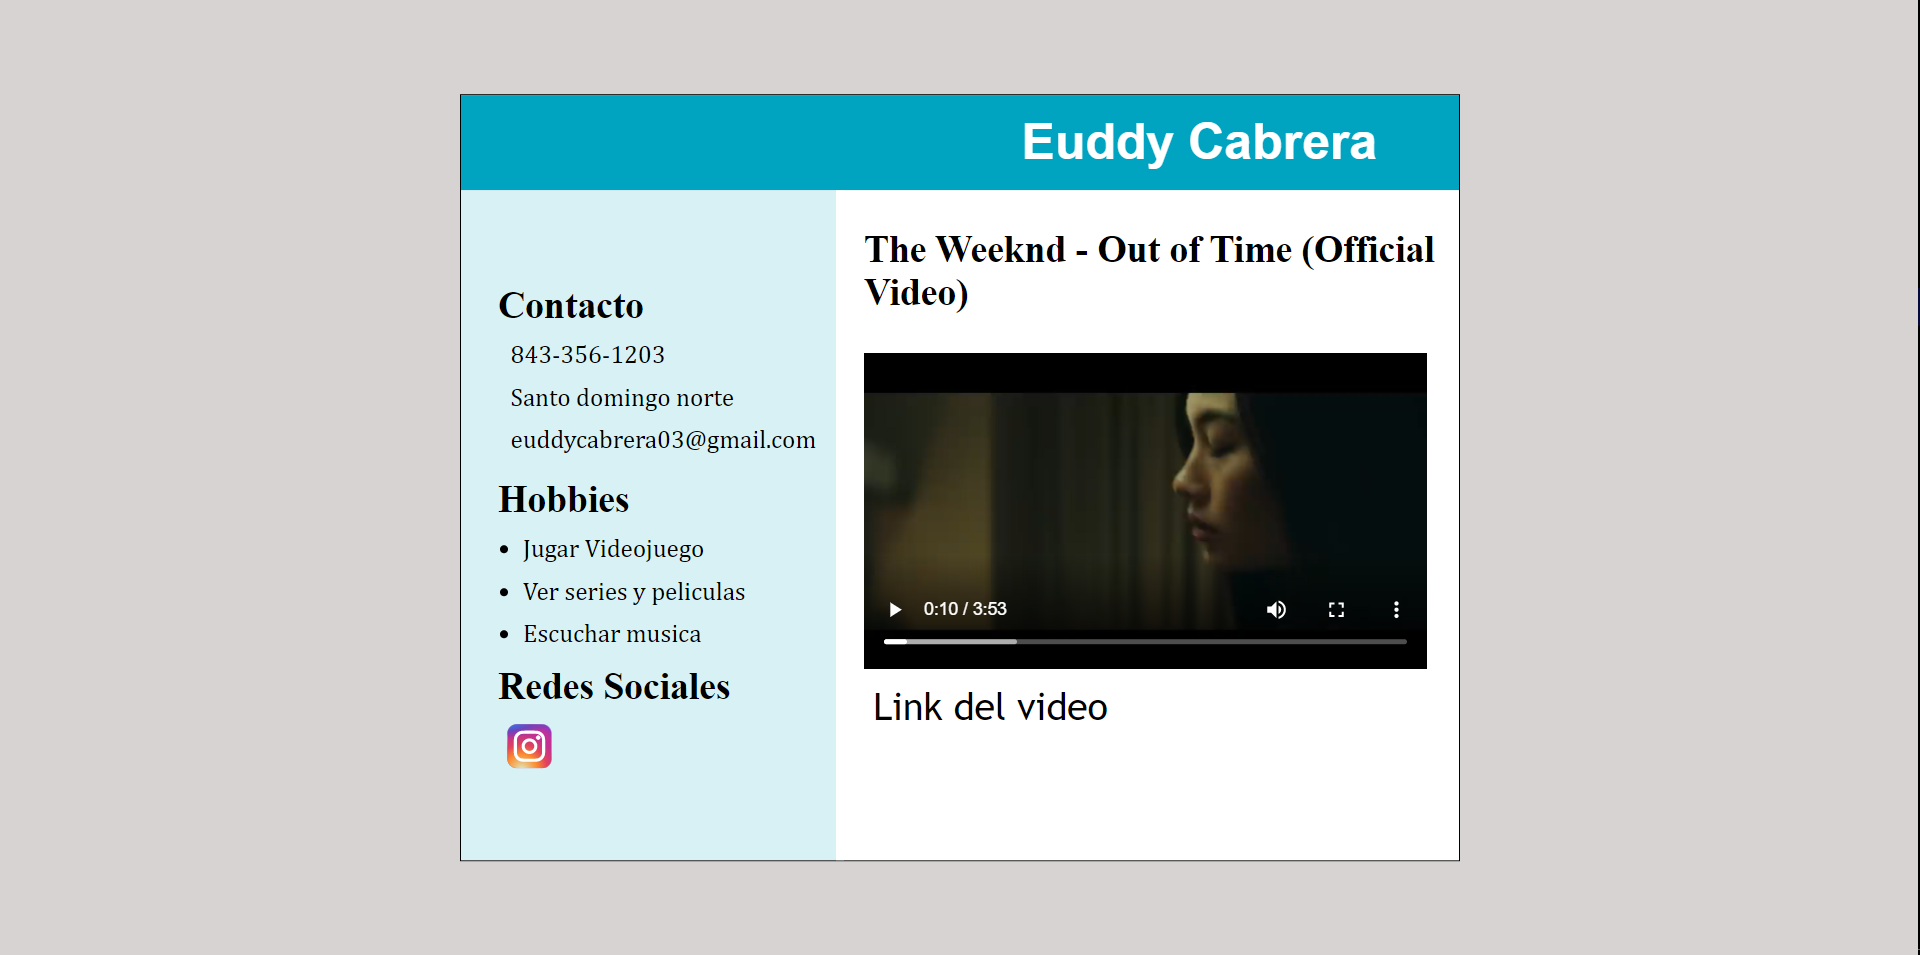 Euddy Cabrera
Contacto
843-356-1203
Santo domingo norte
euddycabrera03@gmail.com
Hobbies
Jugar Videojuego
Ver series y peliculas
Escuchar musica
Redes Sociales
The Weeknd - Out of Time (Official
Video)
0:10 / 3:53
Link del video